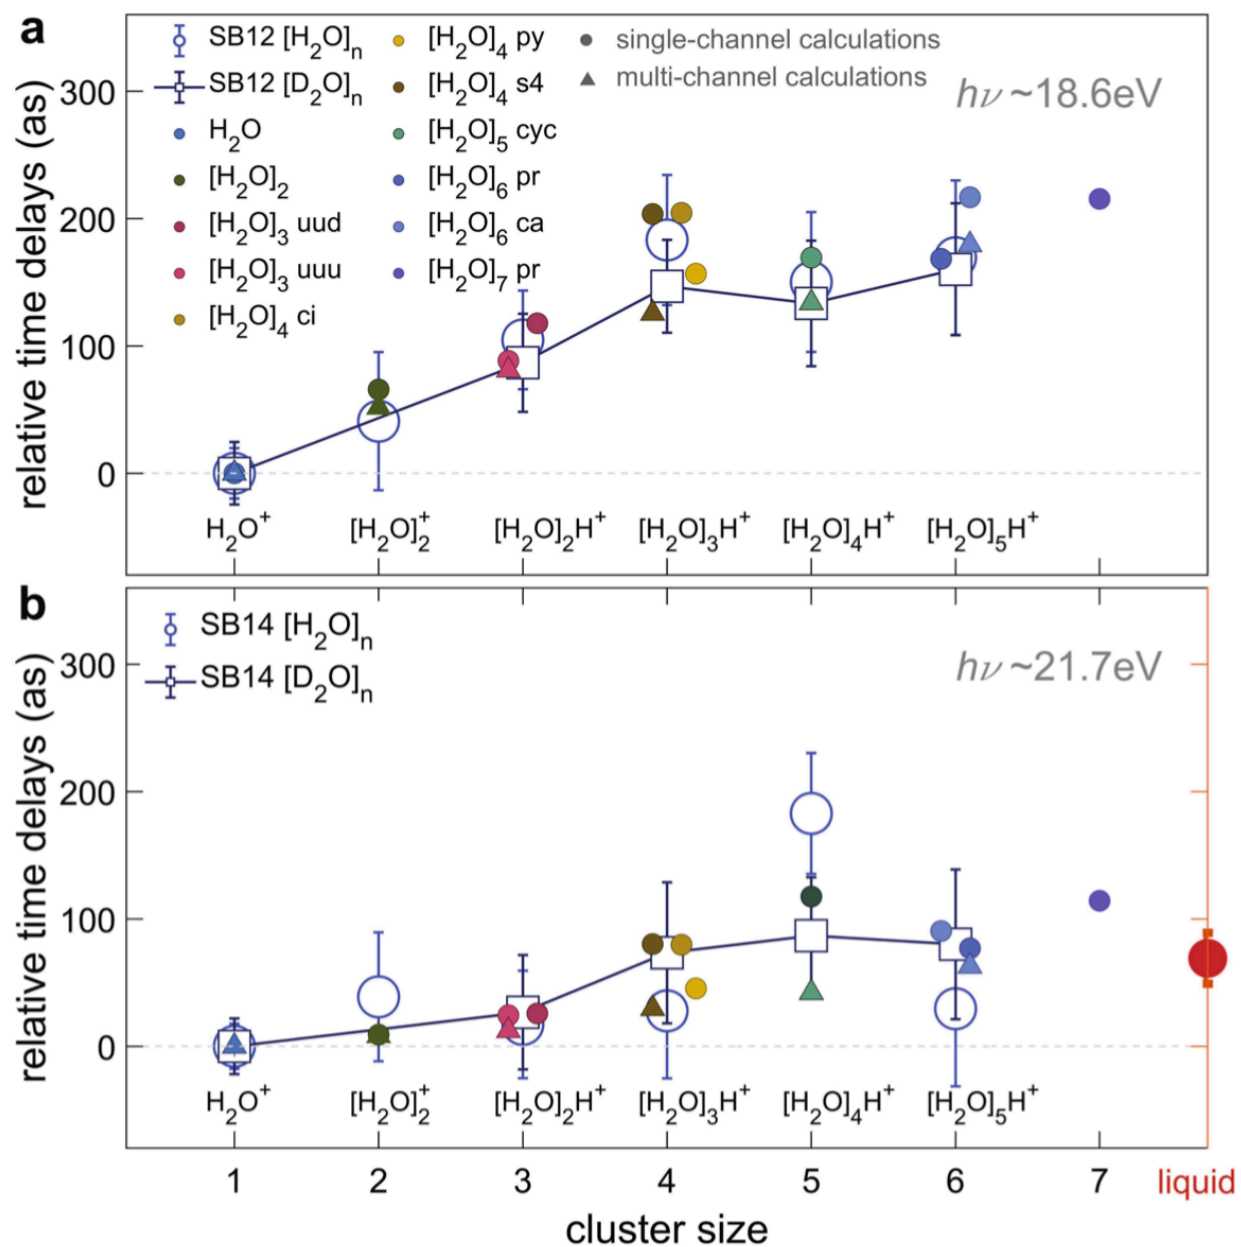 a
SB12 [H₂O]ₙ
SB12 [D₂O]ₙ
H₂O
[H₂O]₂
[H₂O]₃ uud
[H₂O]₃ uuu
[H₂O]₄ ci
[H₂O]₄ py
[H₂O]₄ s4
[H₂O]₅ cyc
[H₂O]₆ pr
[H₂O]₆ ca
[H₂O]₇ pr
single-channel calculations
multi-channel calculations
hν ~18.6eV
relative time delays (as)
300
200
100
0
H₂O⁺
[H₂O]₂⁺
[H₂O]₂H⁺
[H₂O]₃H⁺
[H₂O]₄H⁺
[H₂O]₅H⁺
b
SB14 [H₂O]ₙ
SB14 [D₂O]ₙ
hν ~21.7eV
relative time delays (as)
300
200
100
0
H₂O⁺
[H₂O]₂⁺
[H₂O]₂H⁺
[H₂O]₃H⁺
[H₂O]₄H⁺
[H₂O]₅H⁺
1 2 3 4 5 6 7 liquid
cluster size